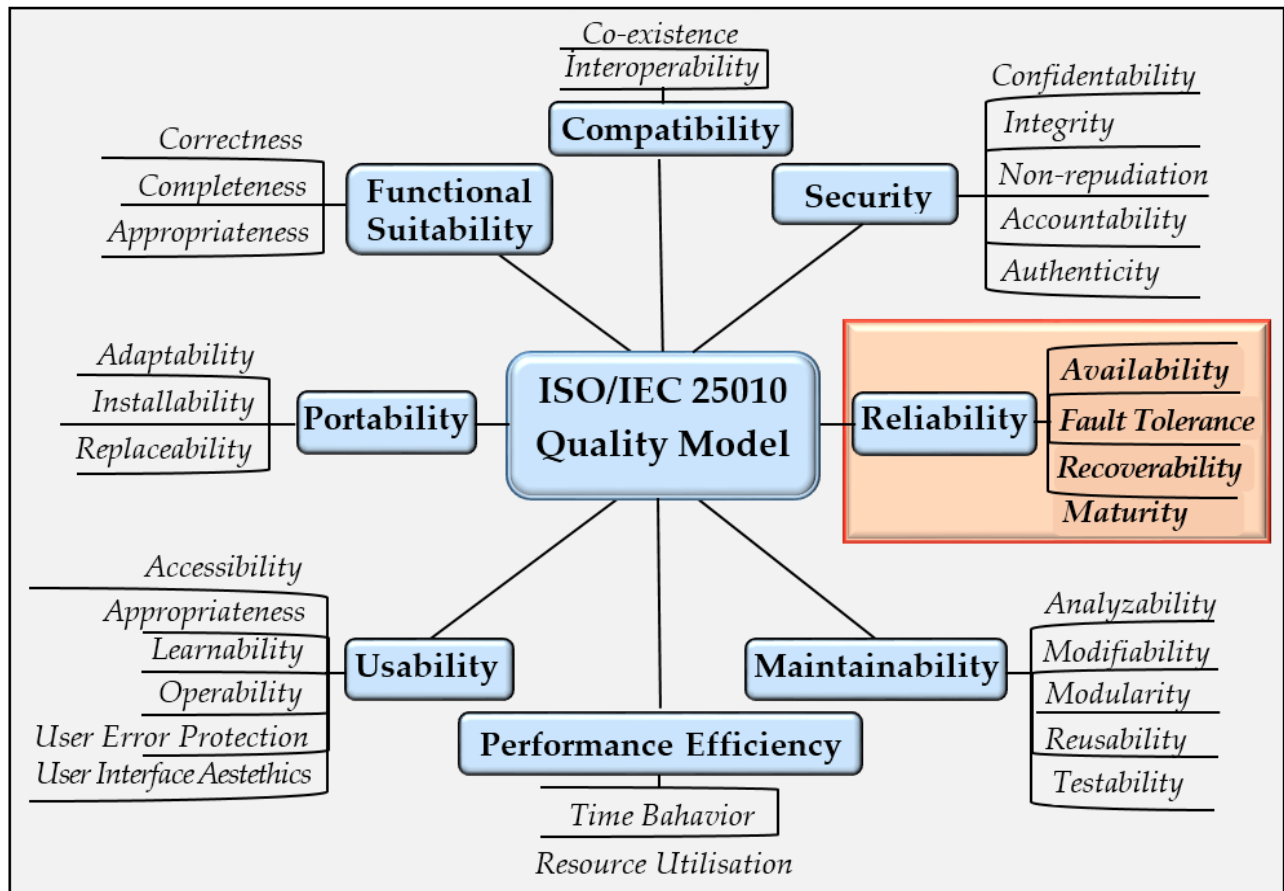 Co-existence
İnteroperability
Compatibility
Confidentability
Integrity
Non-repudiation
Accountability
Authenticity
Security
Correctness
Completeness
Appropriateness
Functional
Suitability
Adaptability
Installability
Replaceability
Portability
ISO/IEC 25010
Quality Model
Reliability
Availability
Fault Tolerance
Recoverability
Maturity
Accessibility
Appropriateness
Learnability
Operability
User Error Protection
User Interface Aestethics
Usability
Performance Efficiency
Time Bahavior
Resource Utilisation
Maintainability
Analyzability
Modifiability
Modularity
Reusability
Testability